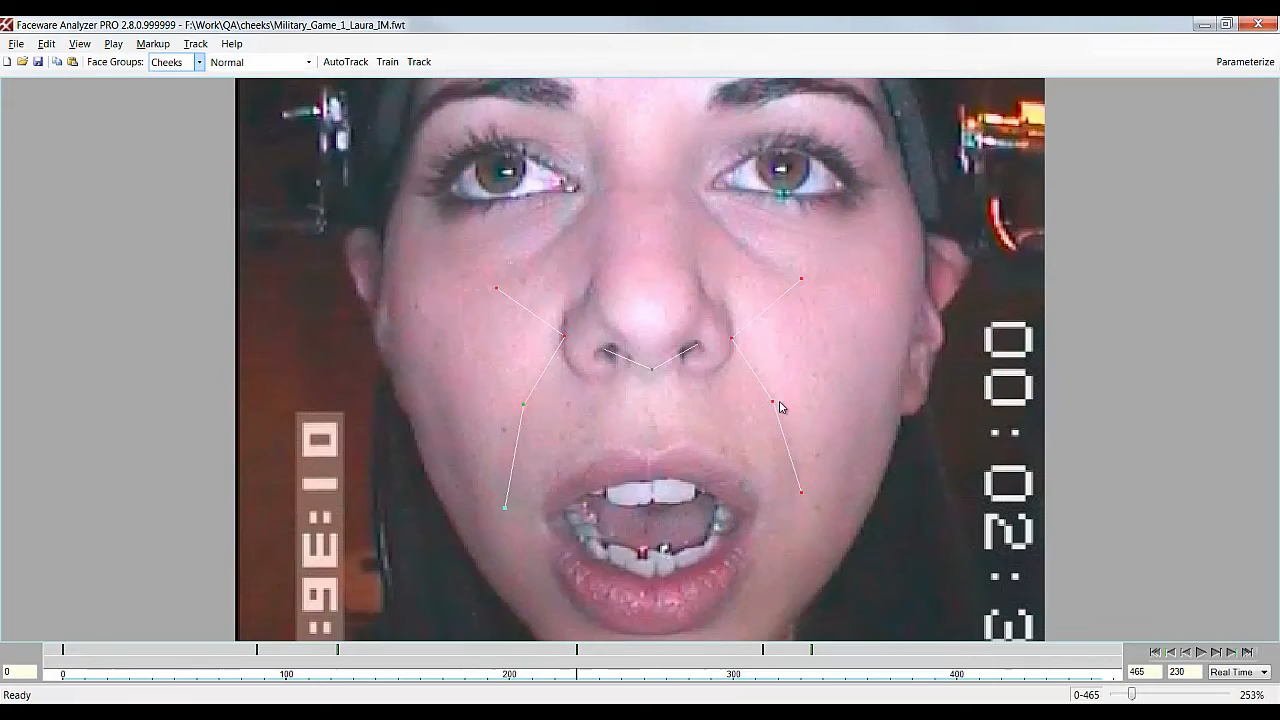 Faceware Analyzer PRO 2.8.0.999999 - F:\Work\QA\cheeks\Military_Game_1_Laura_IM.fwt
File Edit View Play Markup Track Help
Face Groups: Cheeks Normal AutoTrack Train Track Parameterize
0 0 100 200 300 400 465 230 Real Time
Ready 0-465 253%